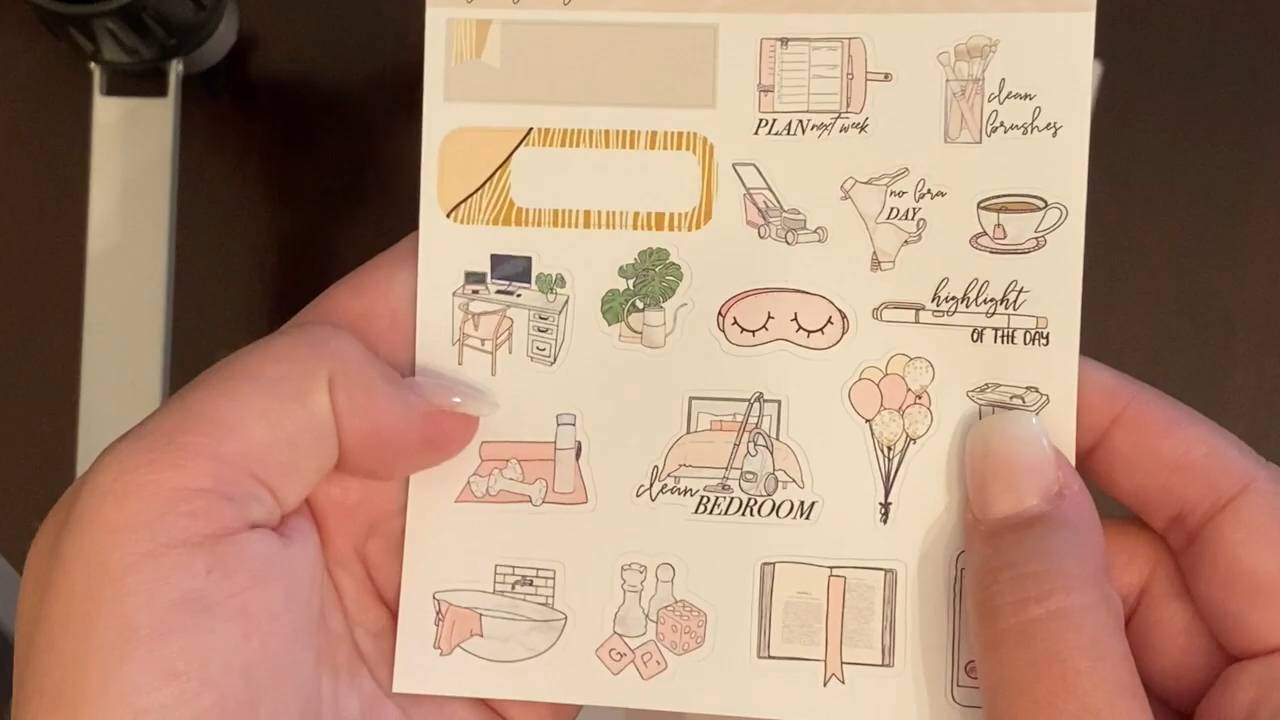 PLAN next week
clean
brushes
no bra
DAY
highlight
OF THE DAY
clean
BEDROOM
G
P